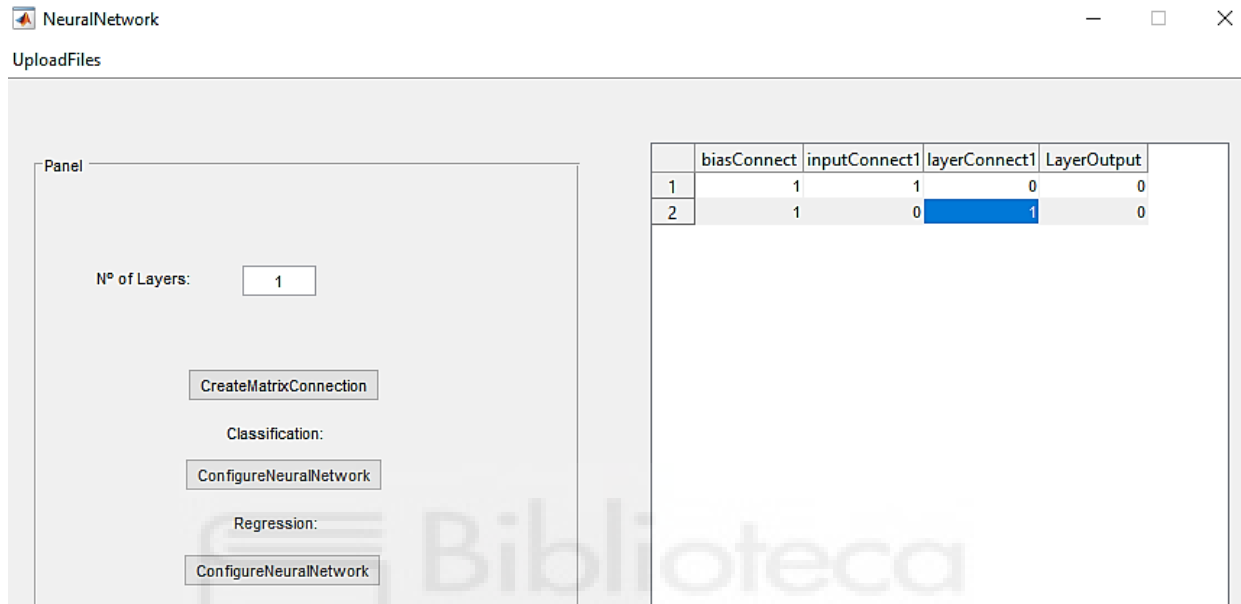 NeuralNetwork
UploadFiles
Panel
Nº of Layers: 1
CreateMatrixConnection
Classification:
ConfigureNeuralNetwork
Regression:
ConfigureNeuralNetwork
biasConnect inputConnect1 layerConnect1 LayerOutput
1 1 1 0 0
2 1 0 1 0
Biblioteca